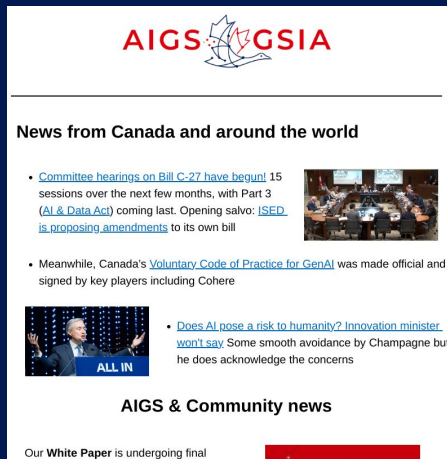 AIGS GSIA
News from Canada and around the world
• Committee hearings on Bill C-27 have begun! 15
sessions over the next few months, with Part 3
(AI & Data Act) coming last. Opening salvo: ISED
is proposing amendments to its own bill
• Meanwhile, Canada's Voluntary Code of Practice for GenAI was made official and
signed by key players including Cohere
ALL IN
• Does AI pose a risk to humanity? Innovation minister
won't say Some smooth avoidance by Champagne but
he does acknowledge the concerns
AIGS & Community news
Our White Paper is undergoing final